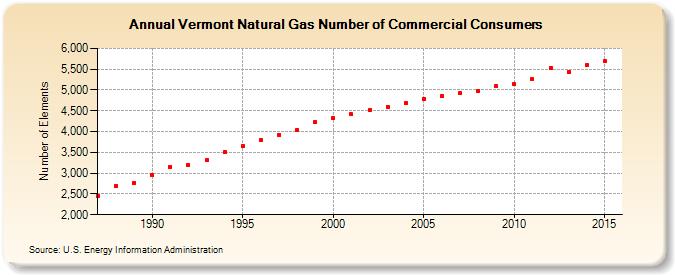 Annual Vermont Natural Gas Number of Commercial Consumers
Number of Elements
6,000
5,500
5,000
4,500
4,000
3,500
3,000
2,500
2,000
1990 1995 2000 2005 2010 2015
Source: U.S. Energy Information Administration